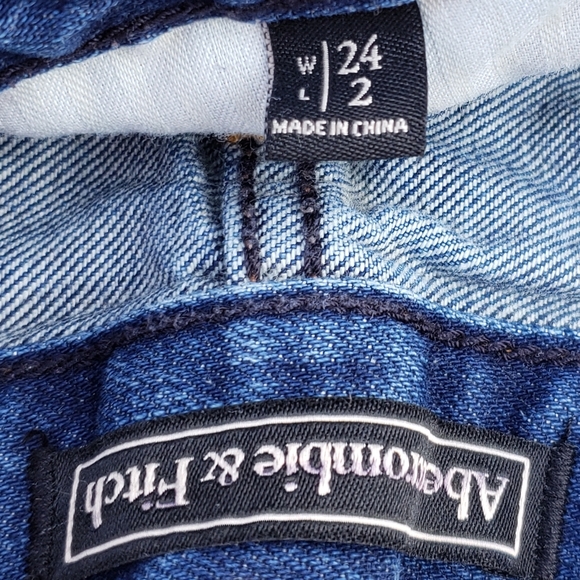 W 24
L 2
MADE IN CHINA
Abercrombie & Fitch